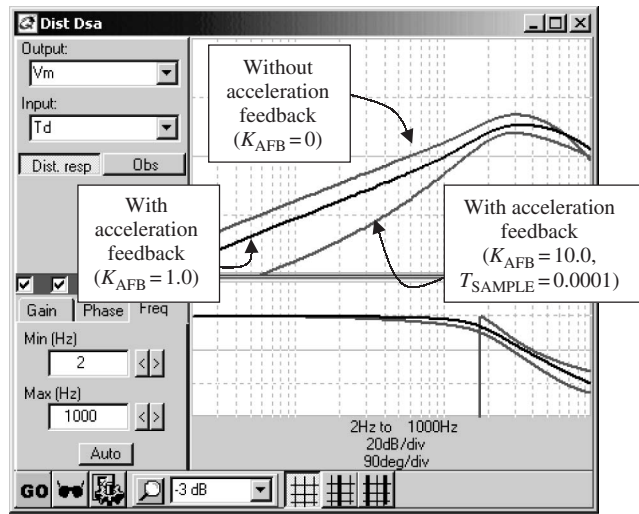 Dist Dsa
Output:
Vm
Input:
Td
Dist. resp Obs
Without
acceleration
feedback
(K_AFB = 0)
With
acceleration
feedback
(K_AFB = 1.0)
With acceleration
feedback
(K_AFB = 10.0,
T_SAMPLE = 0.0001)
Gain Phase Freq
Min (Hz)
2
< >
Max (Hz)
1000
< >
Auto
2Hz to 1000Hz
20dB/div
90deg/div
GO
-3 dB